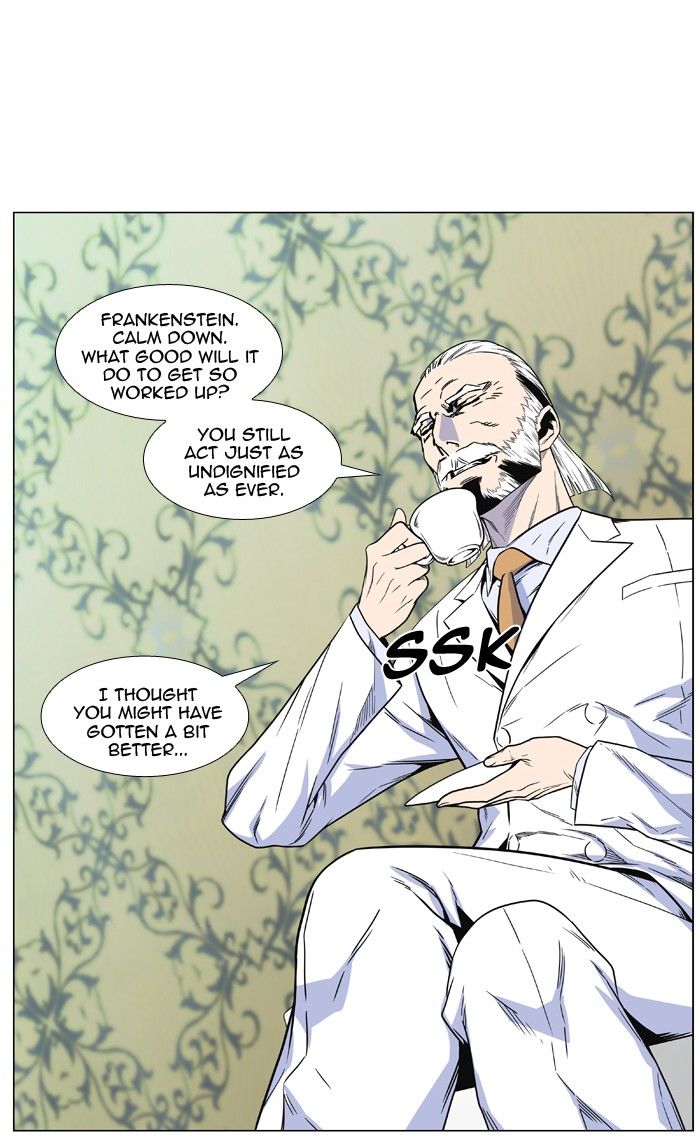 FRANKENSTEIN.
CALM DOWN.
WHAT GOOD WILL IT
DO TO GET SO
WORKED UP?
YOU STILL
ACT JUST AS
UNDIGNIFIED
AS EVER.
SSK
I THOUGHT
YOU MIGHT HAVE
GOTTEN A BIT
BETTER...